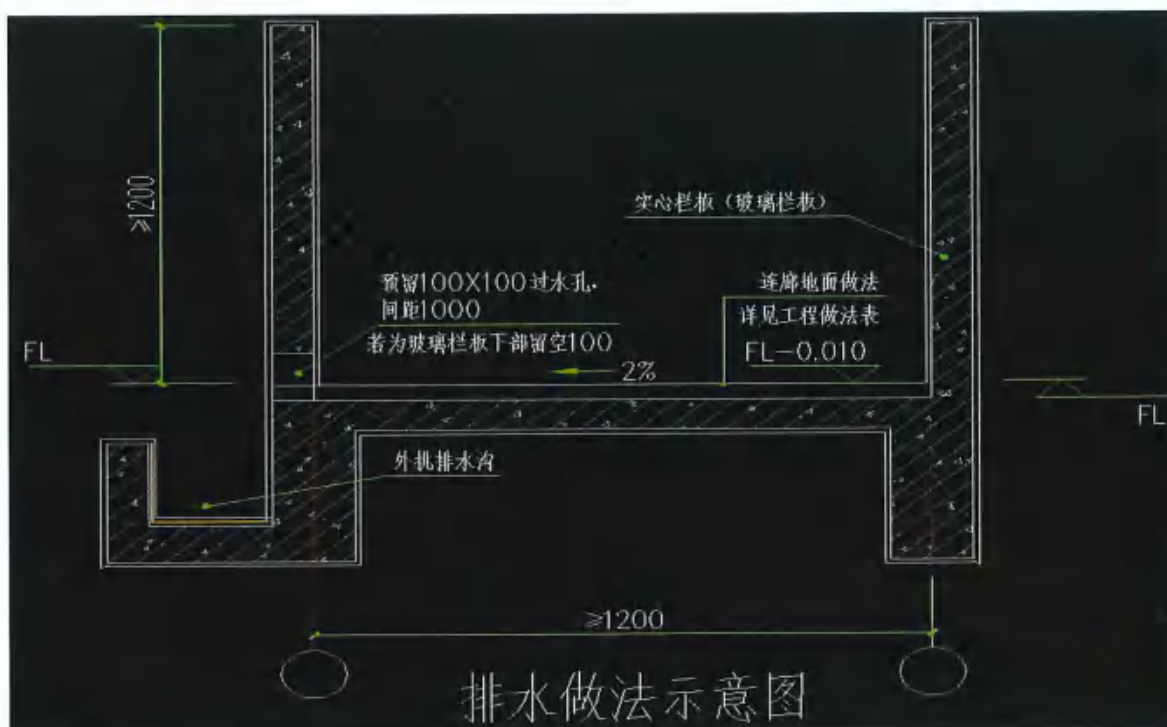 ≥1200
实心栏板（玻璃栏板）
预留100X100过水孔.
间距1000
若为玻璃栏板下部留空100
连廊地面做法
详见工程做法表
FL-0.010
FL
2%
FL
外挑排水沟
≥1200
排水做法示意图